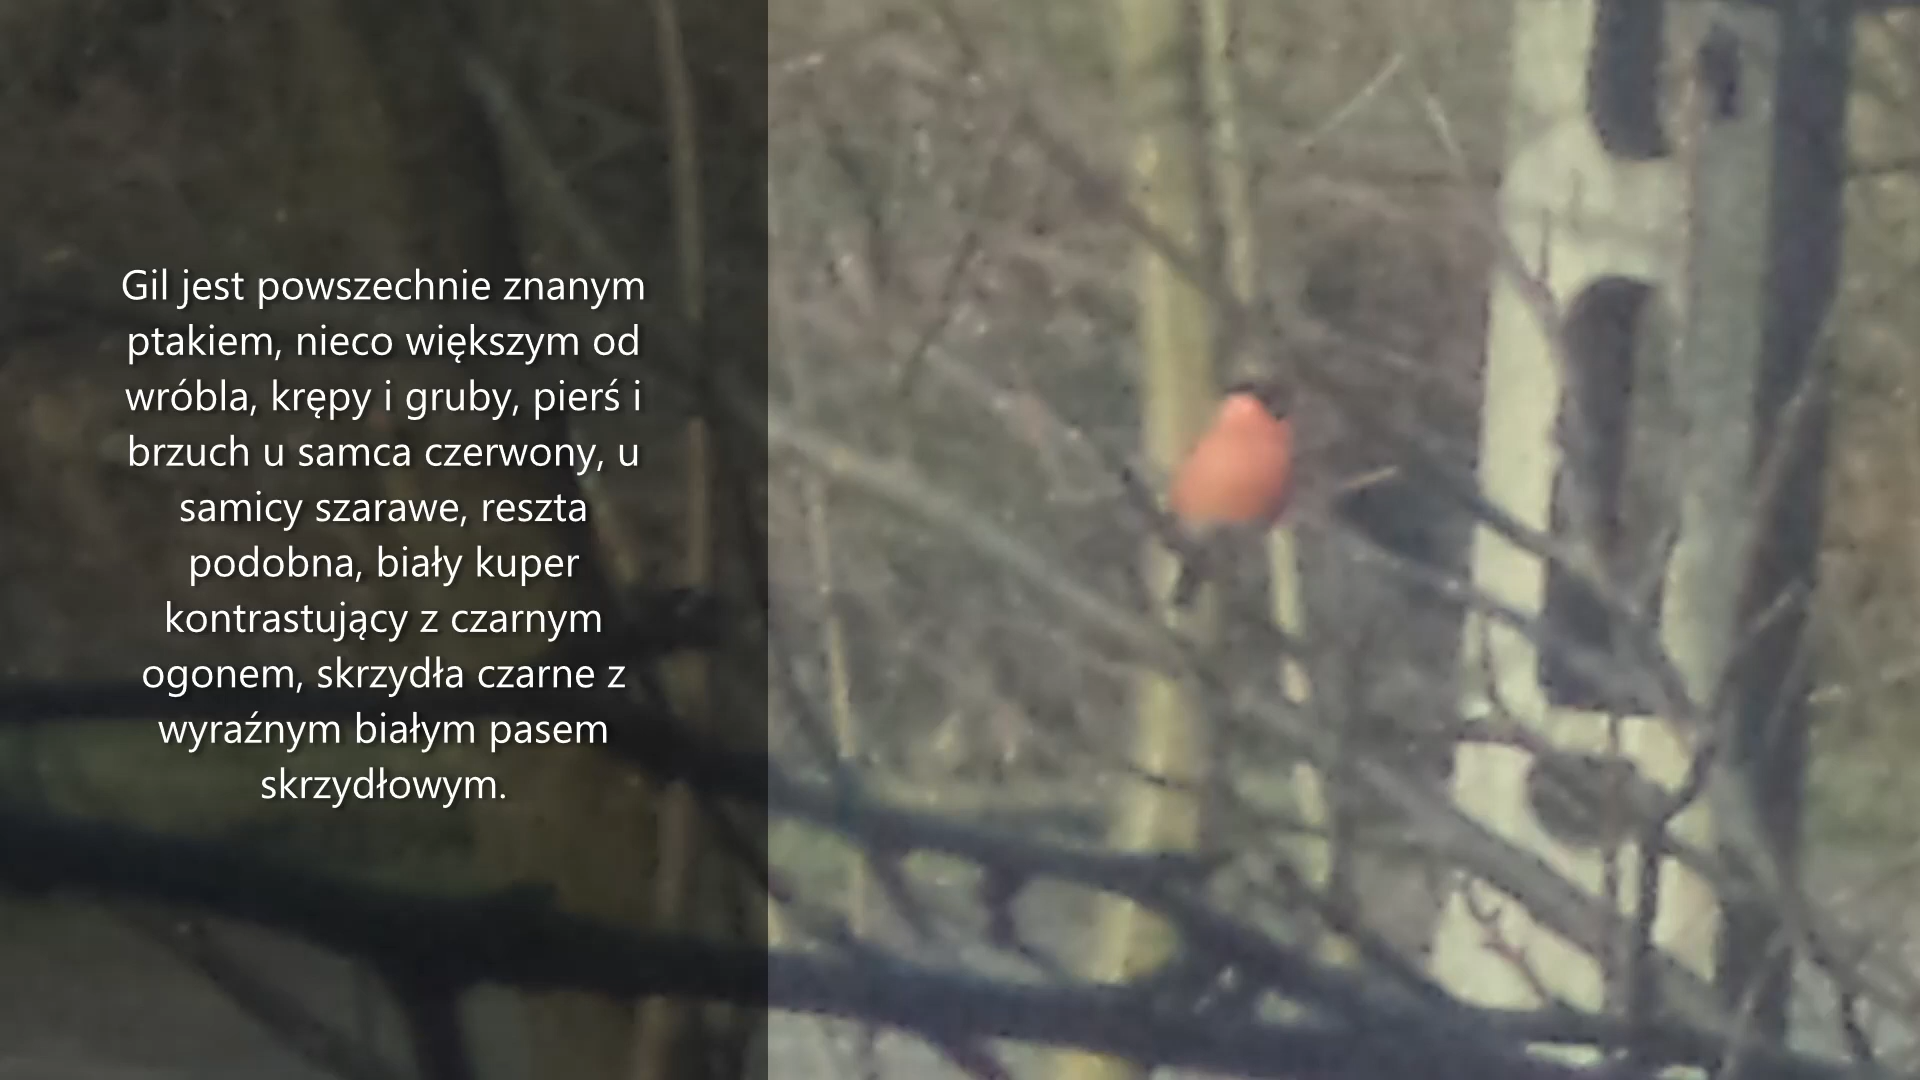 Gil jest powszechnie znanym
ptakiem, nieco większym od
wróbla, krępy i gruby, pierś i
brzuch u samca czerwony, u
samicy szarawe, reszta
podobna, biały kuper
kontrastujący z czarnym
ogonem, skrzydła czarne z
wyraźnym białym pasem
skrzydłowym.